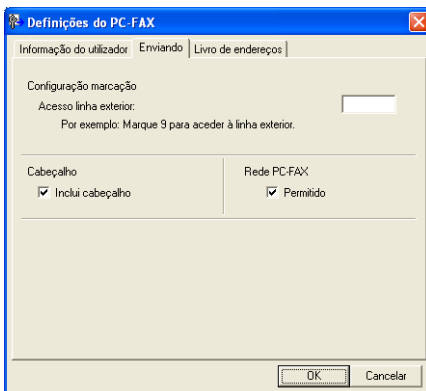 Definições do PC-FAX
Informação do utilizador Enviando Livro de endereços
Configuração marcação
Acesso linha exterior:
Por exemplo: Marque 9 para aceder à linha exterior.
Cabeçalho Rede PC-FAX
Inclui cabeçalho Permitido
OK Cancelar